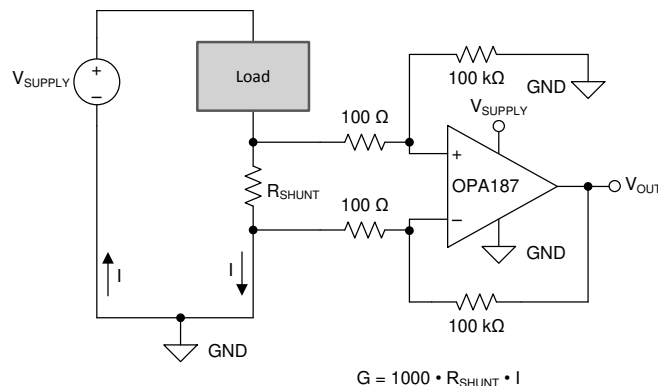 100 kΩ
GND
VSUPPLY
+
−
Load
100 Ω
VSUPPLY
+
OPA187
−
VOUT
RSHUNT
100 Ω
GND
I
I
100 kΩ
GND
G = 1000 • RSHUNT • I